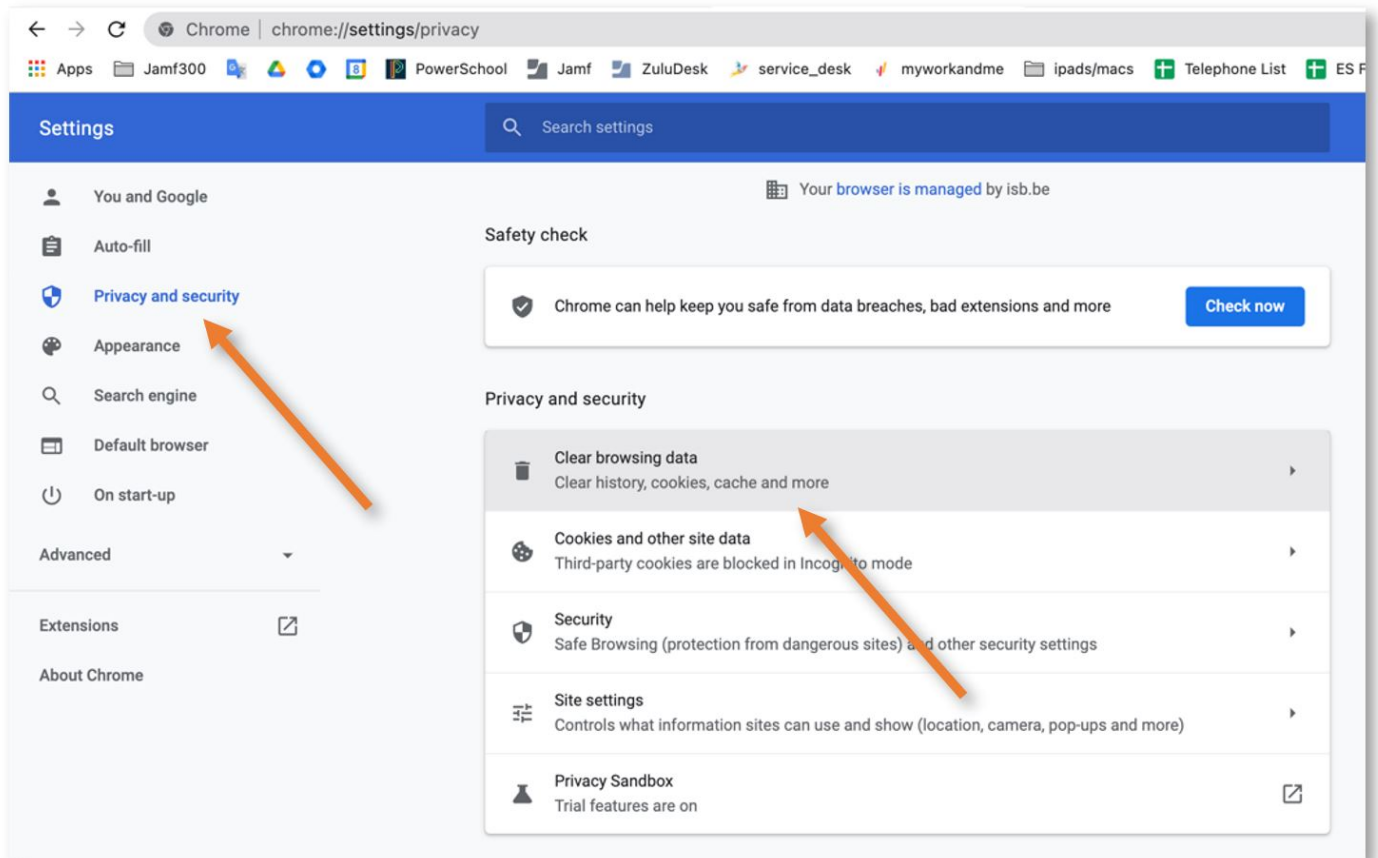 Chrome | chrome://settings/privacy
Apps Jamf300 8 PowerSchool Jamf ZuluDesk service_desk myworkandme ipads/macs Telephone List ES F
Settings
Search settings
You and Google
Auto-fill
Privacy and security
Appearance
Search engine
Default browser
On start-up
Advanced
Extensions
About Chrome
Your browser is managed by isb.be
Safety check
Chrome can help keep you safe from data breaches, bad extensions and more
Check now
Privacy and security
Clear browsing data
Clear history, cookies, cache and more
Cookies and other site data
Third-party cookies are blocked in Incognito mode
Security
Safe Browsing (protection from dangerous sites) and other security settings
Site settings
Controls what information sites can use and show (location, camera, pop-ups and more)
Privacy Sandbox
Trial features are on